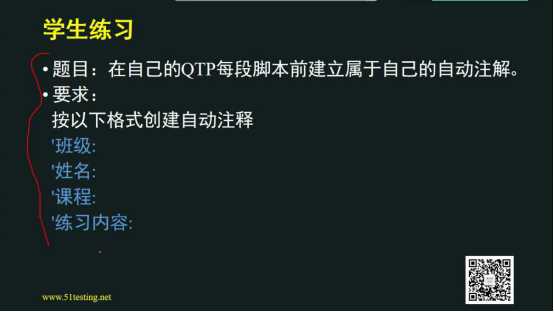 学生练习
• 题目：在自己的QTP每段脚本前建立属于自己的自动注解。
• 要求：
按以下格式创建自动注释
'班级:
'姓名:
'课程:
'练习内容:
www.51testing.net